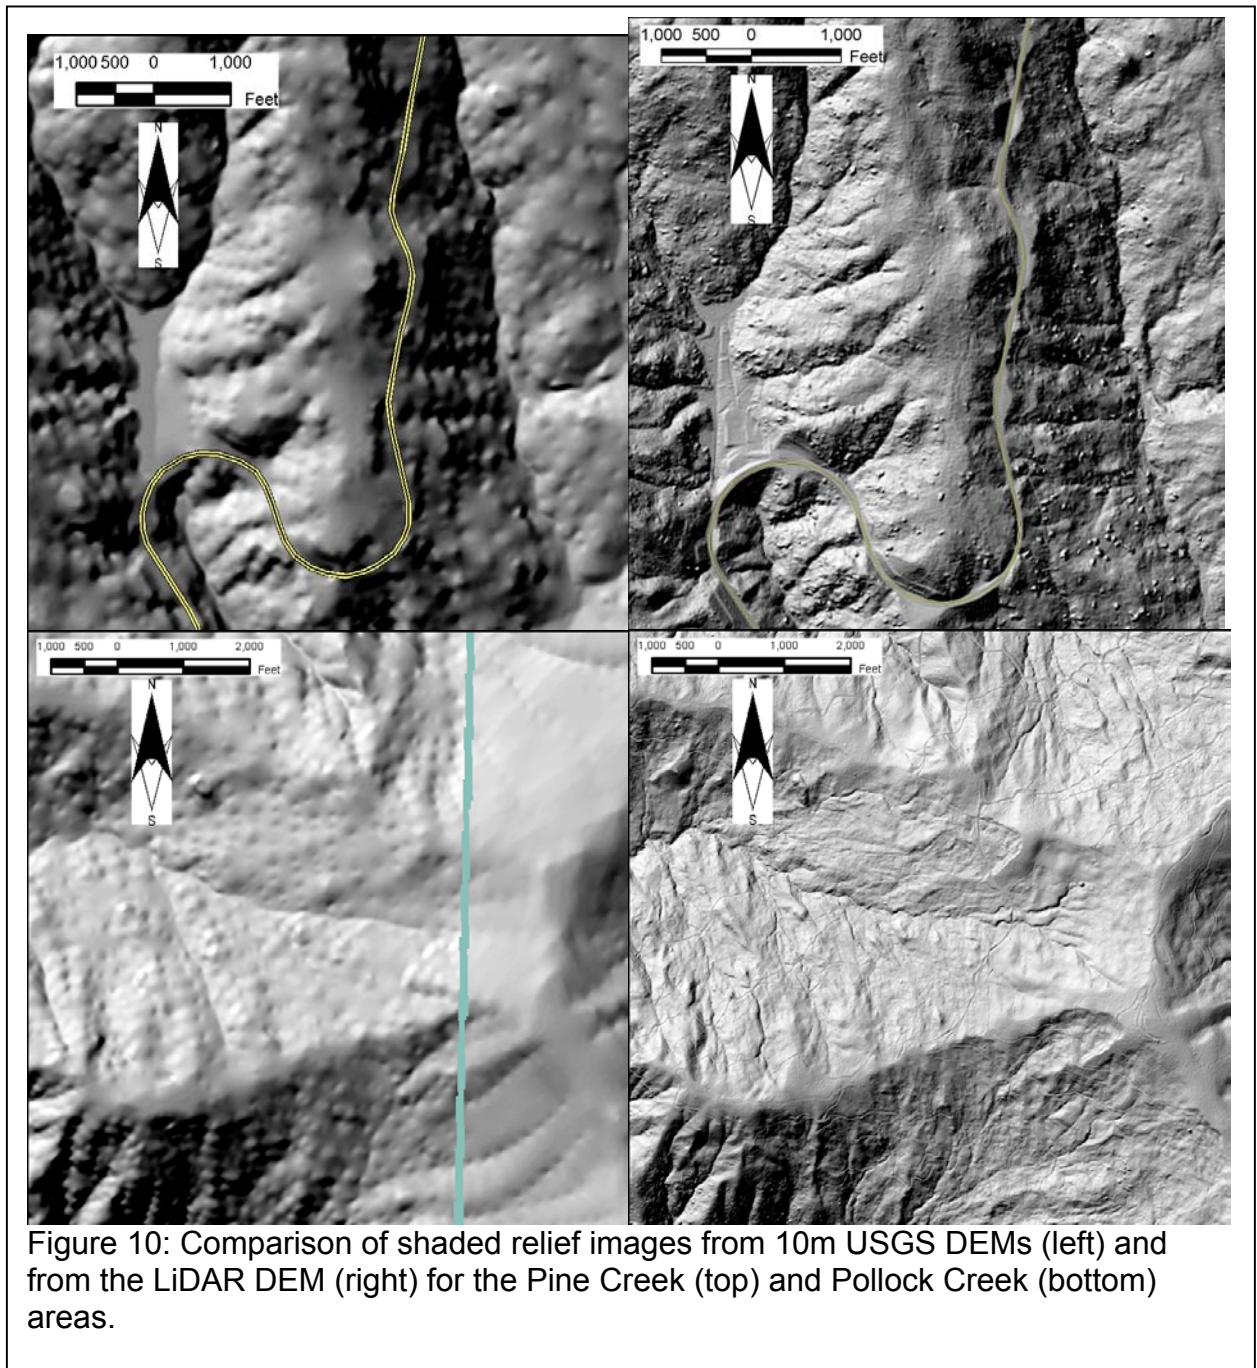 1,000 500 0 1,000
Feet
N
S
1,000 500 0 1,000
Feet
N
S
1,000 500 0 1,000 2,000
Feet
N
S
1,000 500 0 1,000 2,000
Feet
N
S
Figure 10: Comparison of shaded relief images from 10m USGS DEMs (left) and
from the LiDAR DEM (right) for the Pine Creek (top) and Pollock Creek (bottom)
areas.